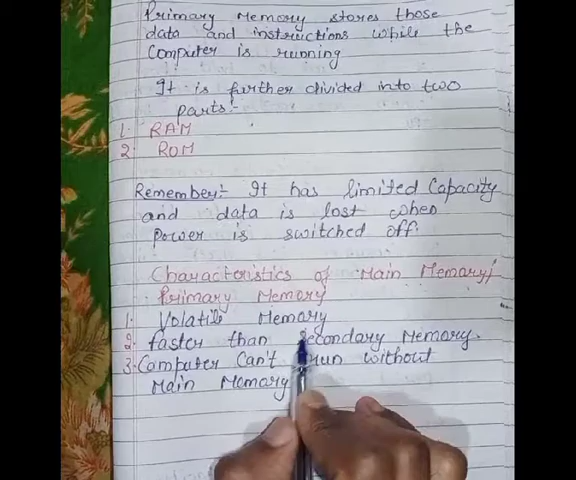 Primary Memory stores those
data and instructions while the
Computer is running
It is further divided into two
parts:-
1. RAM
2. ROM
Remember:- It has limited Capacity
and data is lost when
power is switched off.
Characteristics of Main Memory/
Primary Memory
1. Volatile Memory
2. faster than Secondary Memory.
3. Computer Can't run without
Main Memory